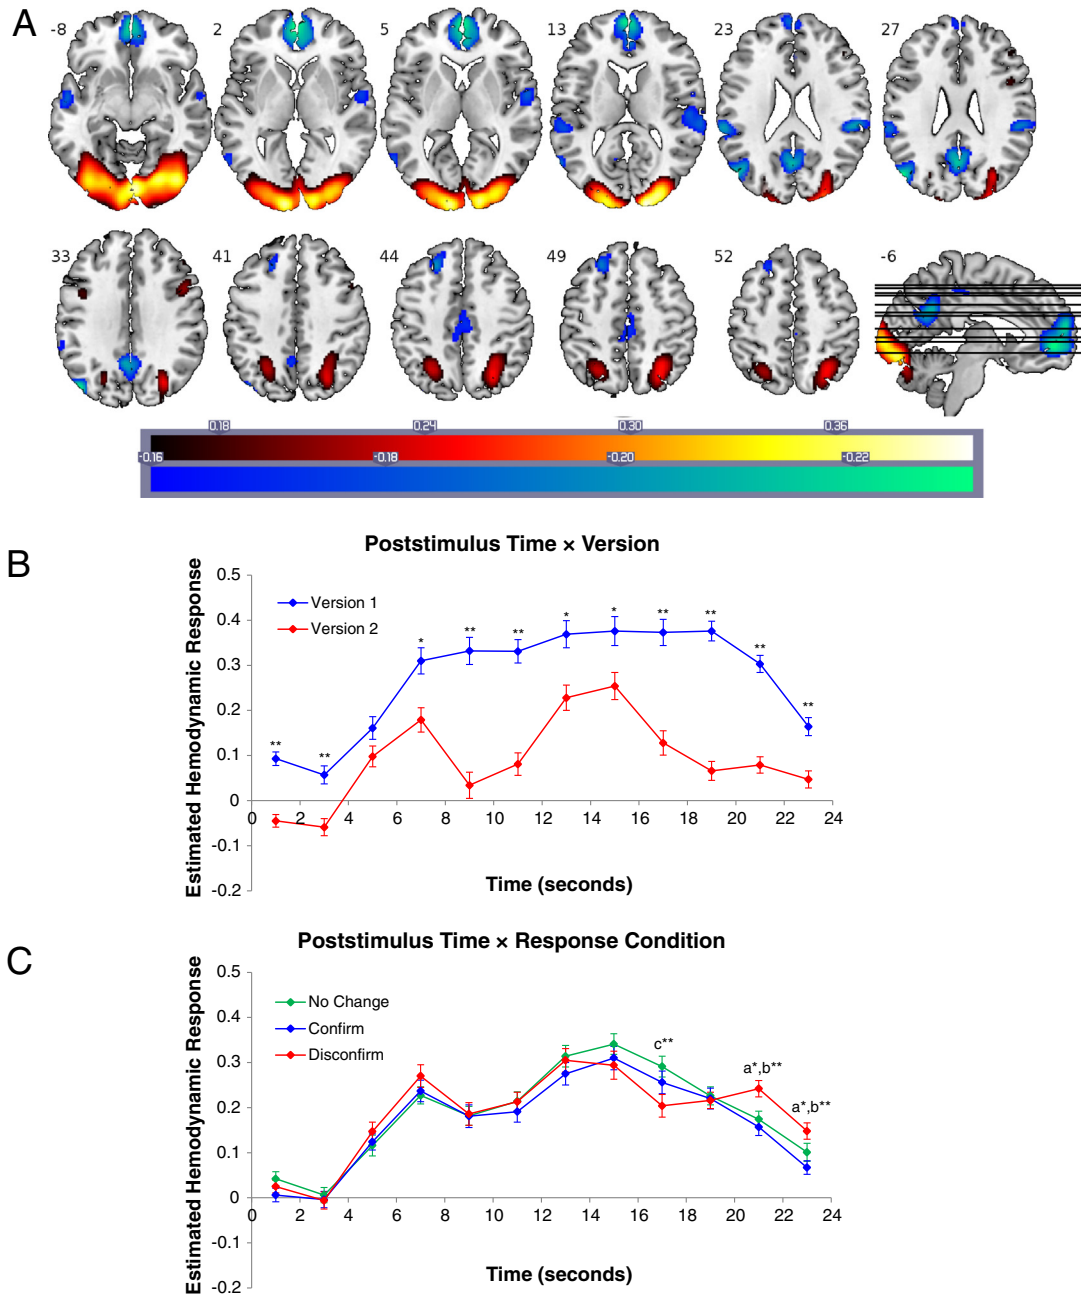 A
-8 2 5 13 23 27
33 41 44 49 52 -6
0.18 0.24 0.30 0.36
-0.16 -0.18 -0.20 -0.22
B
Poststimulus Time × Version
Estimated Hemodynamic Response
0.5
0.4
0.3
0.2
0.1
0
-0.1
-0.2
Version 1
Version 2
** ** * ** ** * * ** ** ** **
0 2 4 6 8 10 12 14 16 18 20 22 24
Time (seconds)
C
Poststimulus Time × Response Condition
Estimated Hemodynamic Response
0.5
0.4
0.3
0.2
0.1
0
-0.1
-0.2
No Change
Confirm
Disconfirm
c**
a*,b**
a*,b**
0 2 4 6 8 10 12 14 16 18 20 22 24
Time (seconds)